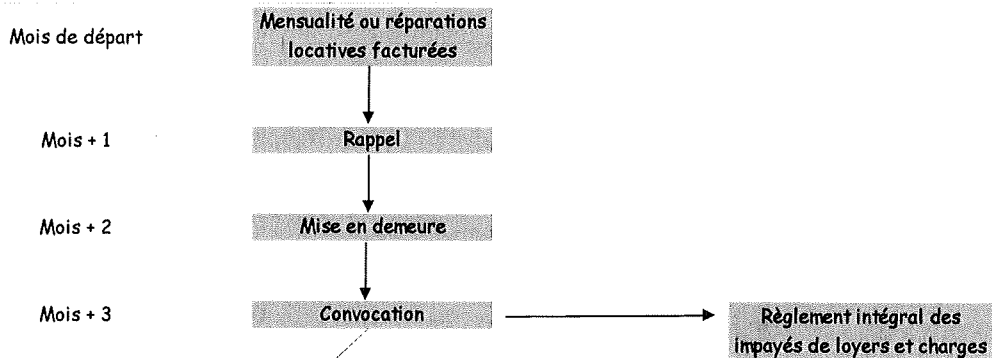 Mois de départ
Mensualité ou réparations
locatives facturées
Mois + 1
Rappel
Mois + 2
Mise en demeure
Mois + 3
Convocation
Règlement intégral des
impayés de loyers et charges